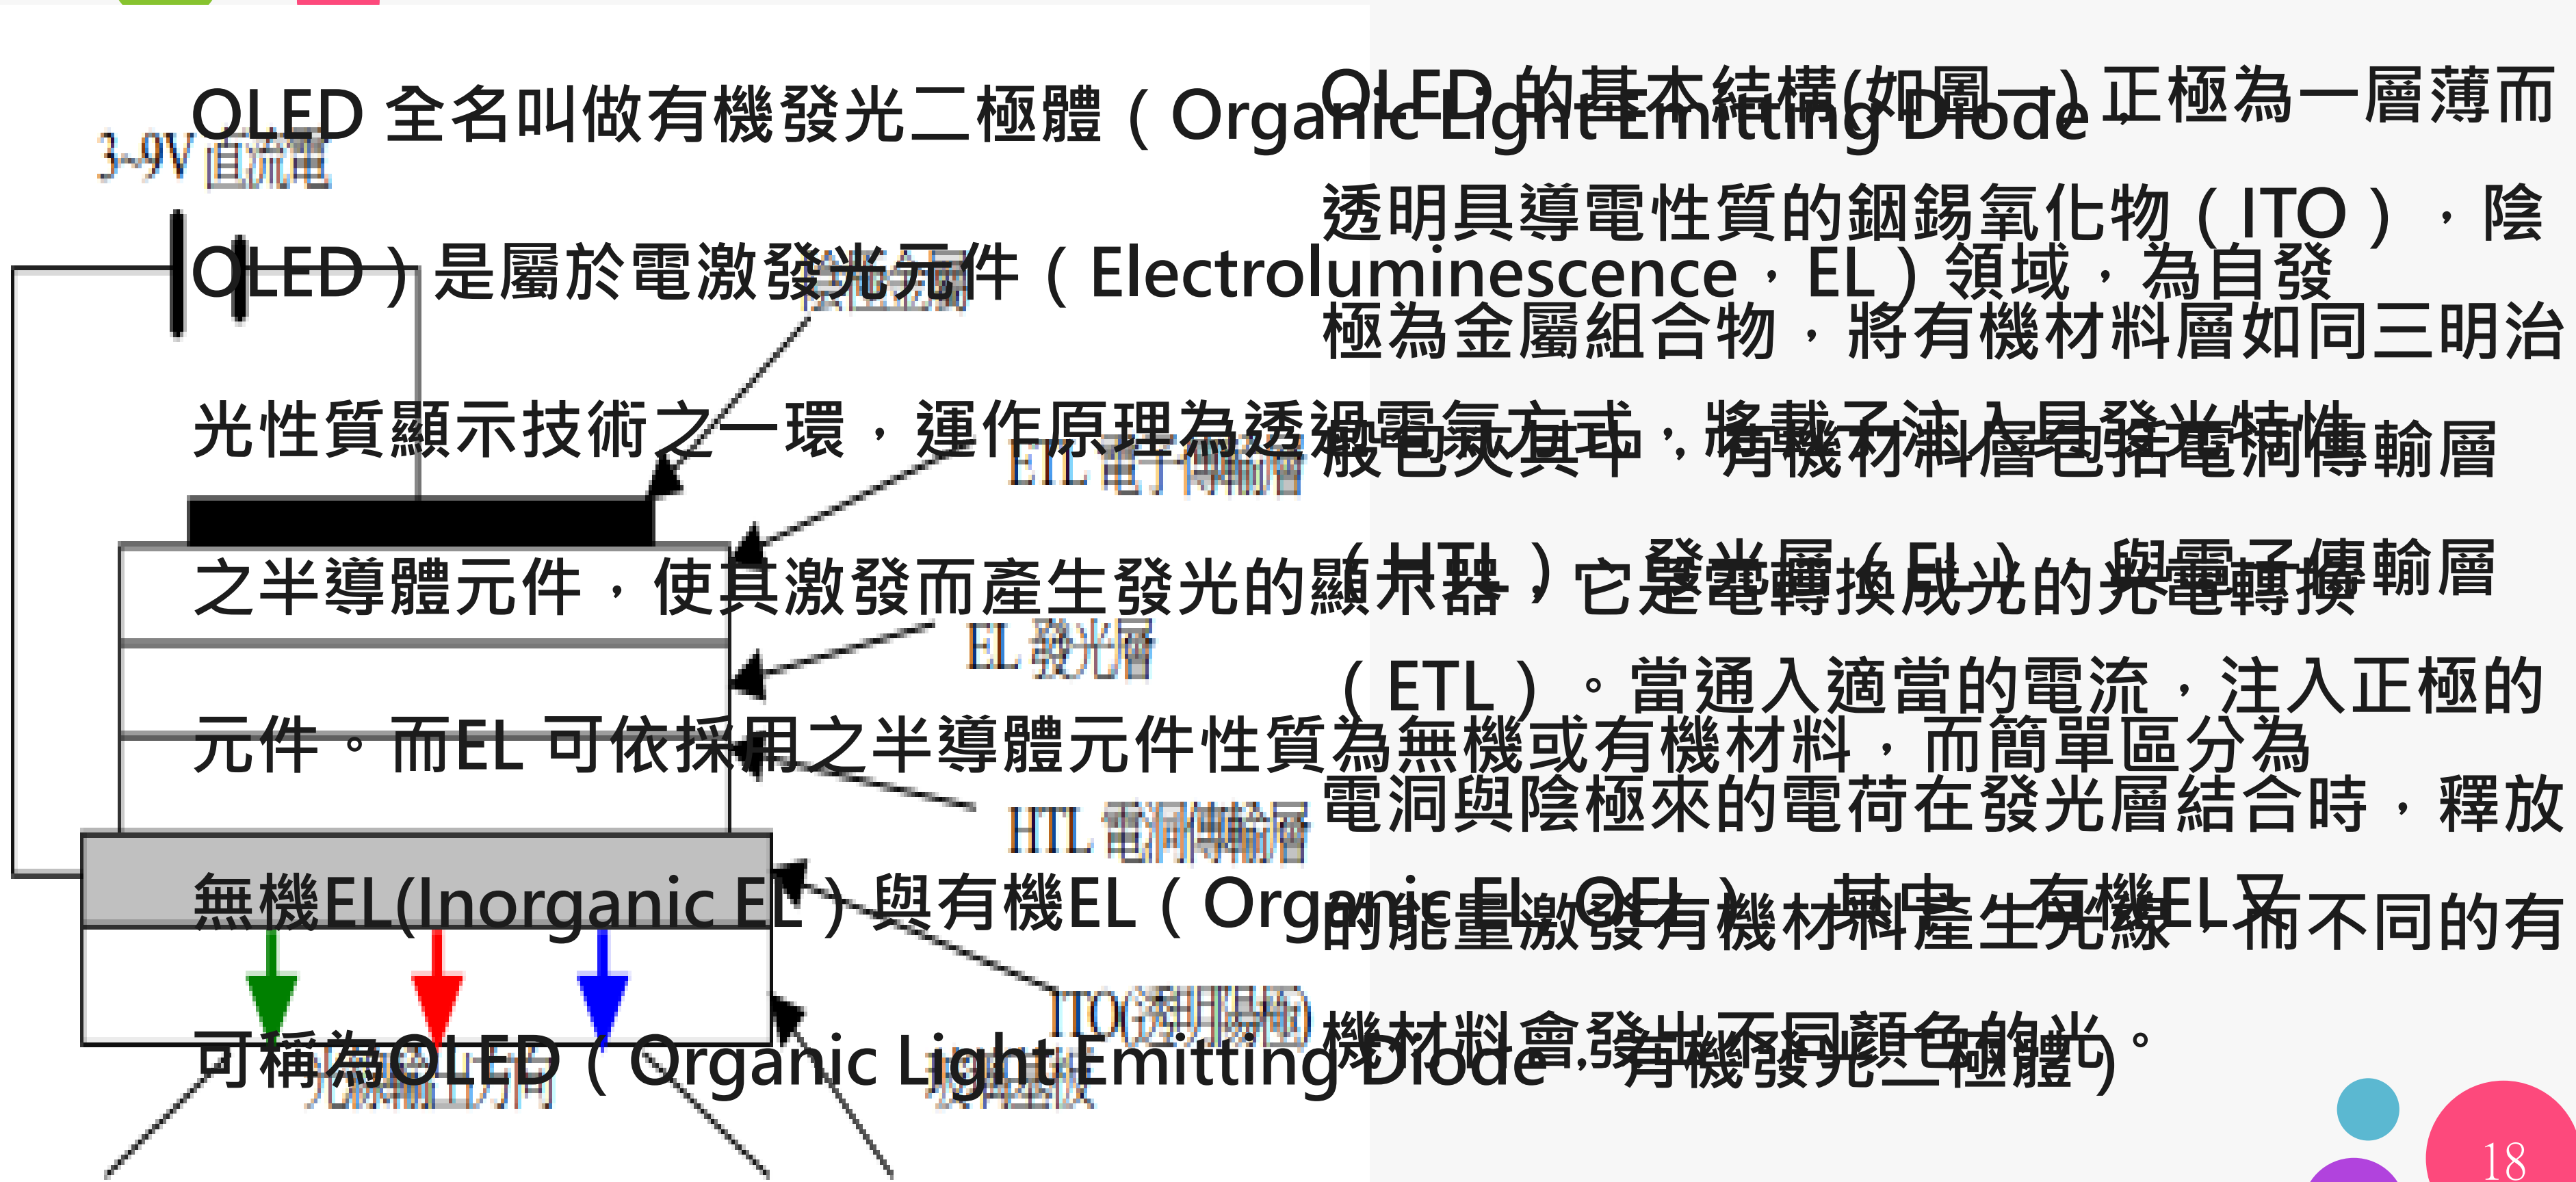 OLED 全名叫做有機發光二極體（Organic Light Emitting Diode，
OLED）是屬於電激發光元件（Electroluminescence，EL）領域，為自發
光性質顯示技術之一環，運作原理為透過電氣方式，將載子注入具發光特性
之半導體元件，使其激發而產生發光的顯示器，它是電轉換成光的光電轉換
元件。而EL 可依採用之半導體元件性質為無機或有機材料，而簡單區分為
無機EL(Inorganic EL）與有機EL（Organic EL, OEL），其中，有機EL又
可稱為OLED（Organic Light Emitting Diode，有機發光二極體）
OLED 的基本結構(如圖一) 正極為一層薄而
透明具導電性質的銦錫氧化物（ITO），陰
極為金屬組合物，將有機材料層如同三明治
般包夾其中，有機材料層包括電洞傳輸層
（HTL）、發光層（EL）、與電子傳輸層
（ETL）。當通入適當的電流，注入正極的
電洞與陰極來的電荷在發光層結合時，釋放
的能量激發有機材料產生光線，而不同的有
機材料會發出不同顏色的光。
3~9V 直流電
陰極金屬
ETL 電子傳輸層
EL 發光層
HTL 電洞傳輸層
ITO(透明陽極)
玻璃基板
光線輸出方向
18